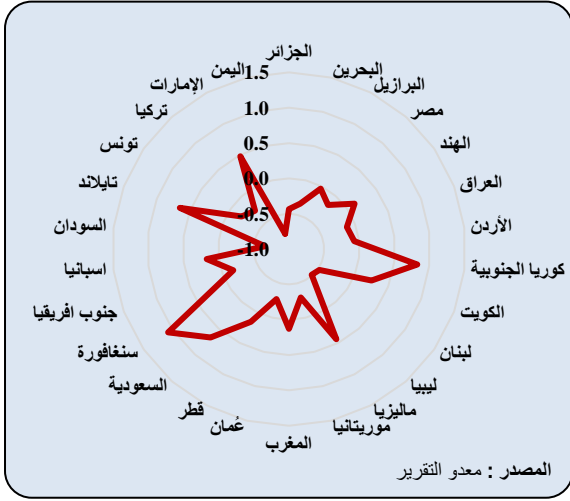 الجزائر
البحرين
البرازيل
مصر
الهند
العراق
الأردن
كوريا الجنوبية
الكويت
لبنان
ليبيا
ماليزيا
موريتانيا
المغرب
عُمان
قطر
السعودية
سنغافورة
جنوب افريقيا
اسبانيا
السودان
تايلاند
تونس
تركيا
الإمارات
اليمن
1.5
1.0
0.5
0.0
-0.5
-1.0
المصدر : معدو التقرير